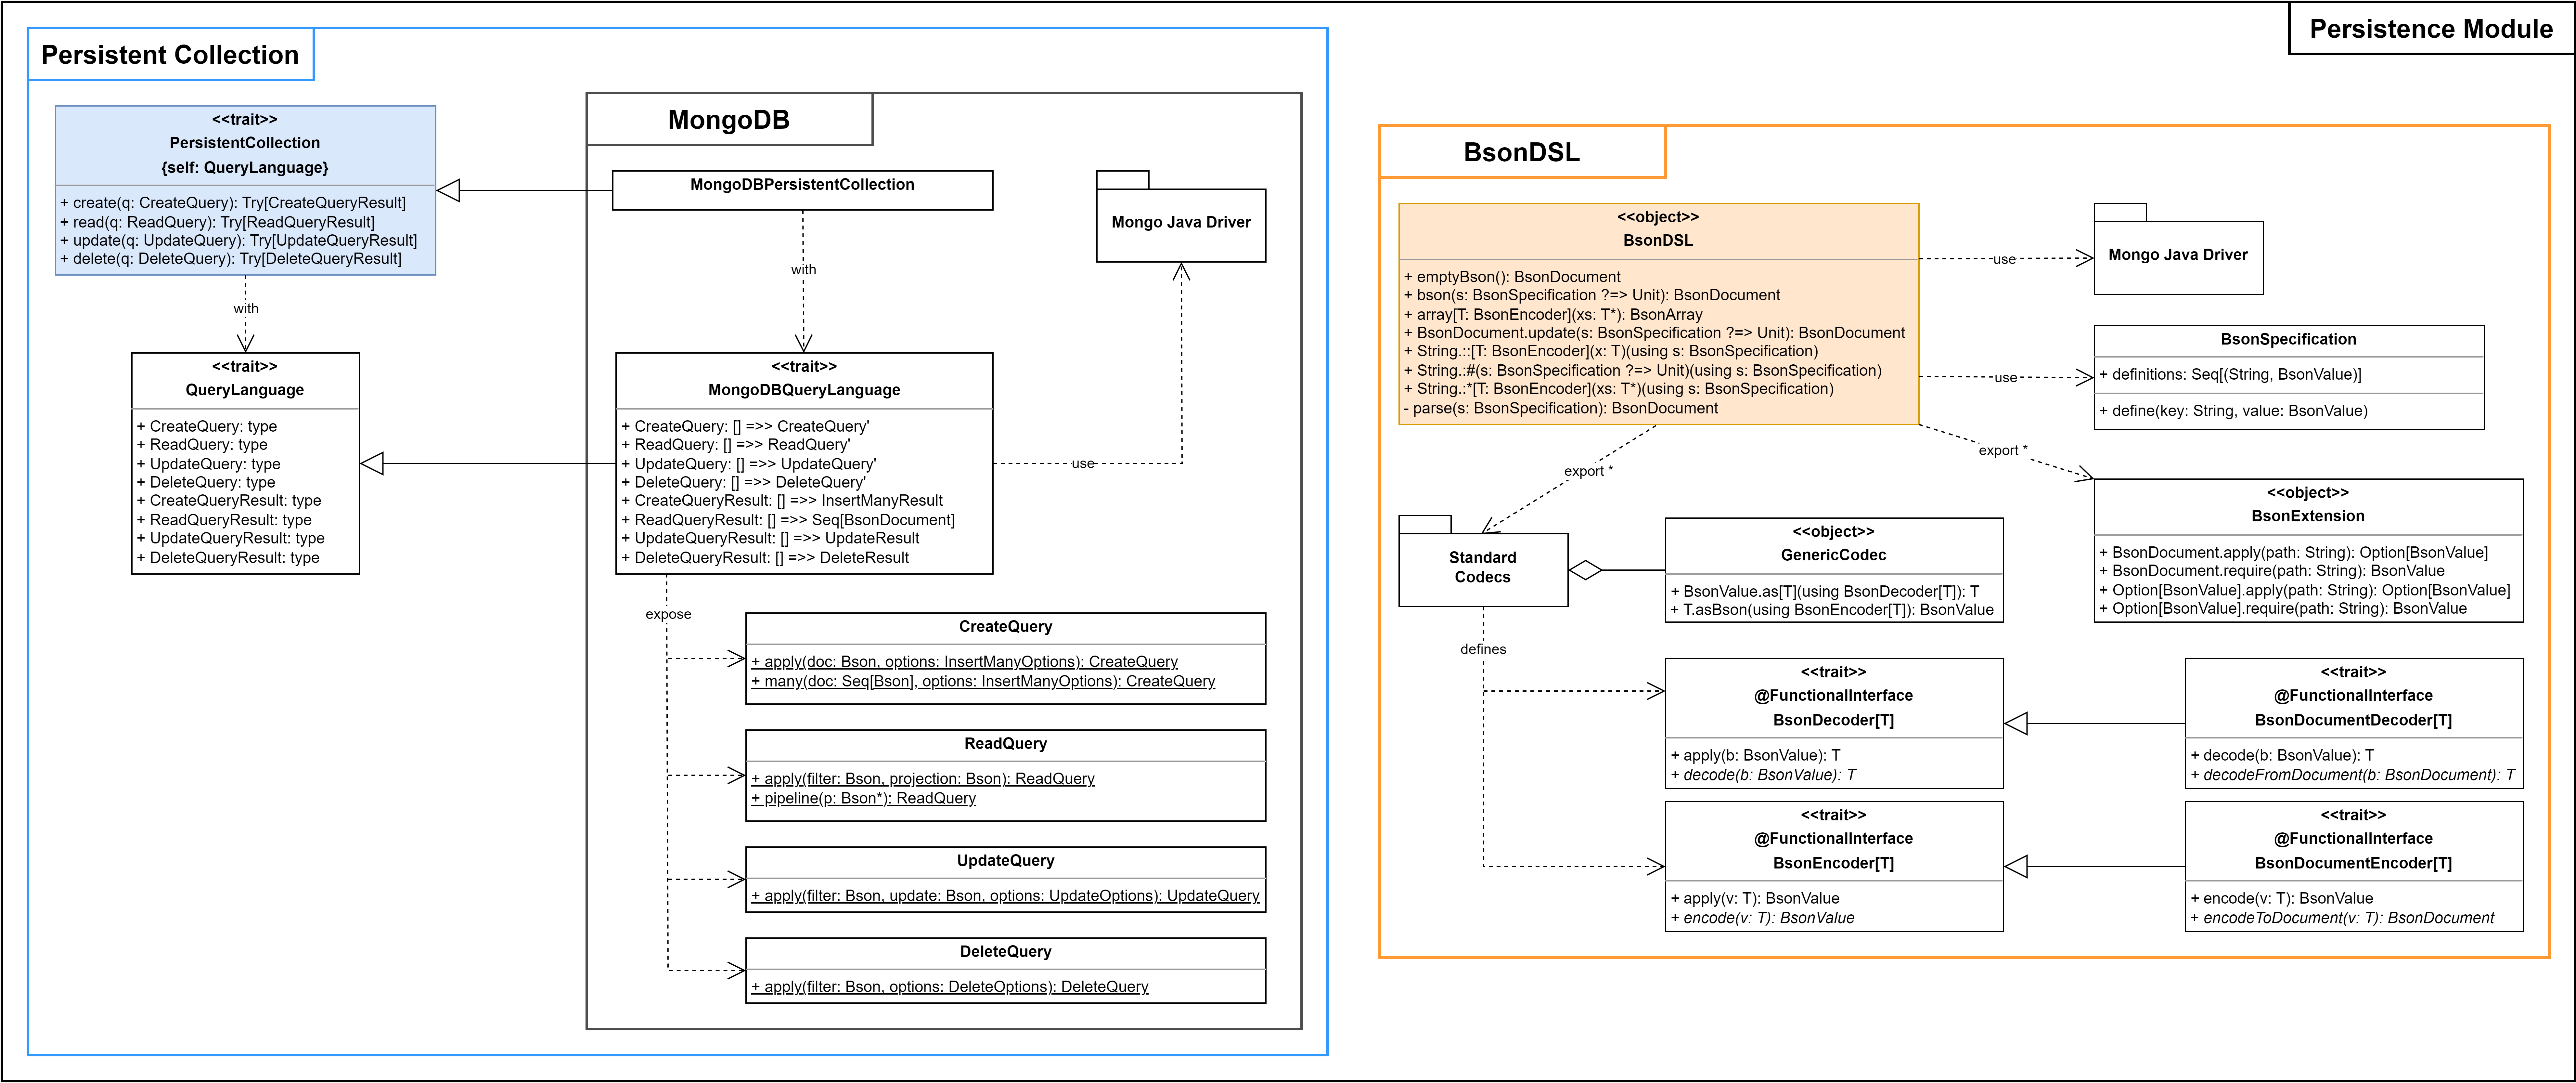 Persistence Module
Persistent Collection
<<trait>>
PersistentCollection
{self: QueryLanguage}
+ create(q: CreateQuery): Try[CreateQueryResult]
+ read(q: ReadQuery): Try[ReadQueryResult]
+ update(q: UpdateQuery): Try[UpdateQueryResult]
+ delete(q: DeleteQuery): Try[DeleteQueryResult]
with
<<trait>>
QueryLanguage
+ CreateQuery: type
+ ReadQuery: type
+ UpdateQuery: type
+ DeleteQuery: type
+ CreateQueryResult: type
+ ReadQueryResult: type
+ UpdateQueryResult: type
+ DeleteQueryResult: type
MongoDB
MongoDBPersistentCollection
with
Mongo Java Driver
<<trait>>
MongoDBQueryLanguage
+ CreateQuery: [] =>> CreateQuery'
+ ReadQuery: [] =>> ReadQuery'
+ UpdateQuery: [] =>> UpdateQuery'
+ DeleteQuery: [] =>> DeleteQuery'
+ CreateQueryResult: [] =>> InsertManyResult
+ ReadQueryResult: [] =>> Seq[BsonDocument]
+ UpdateQueryResult: [] =>> UpdateResult
+ DeleteQueryResult: [] =>> DeleteResult
use
expose
CreateQuery
+ apply(doc: Bson, options: InsertManyOptions): CreateQuery
+ many(doc: Seq[Bson], options: InsertManyOptions): CreateQuery
ReadQuery
+ apply(filter: Bson, projection: Bson): ReadQuery
+ pipeline(p: Bson*): ReadQuery
UpdateQuery
+ apply(filter: Bson, update: Bson, options: UpdateOptions): UpdateQuery
DeleteQuery
+ apply(filter: Bson, options: DeleteOptions): DeleteQuery
BsonDSL
<<object>>
BsonDSL
+ emptyBson(): BsonDocument
+ bson(s: BsonSpecification ?=> Unit): BsonDocument
+ array[T: BsonEncoder](xs: T*): BsonArray
+ BsonDocument.update(s: BsonSpecification ?=> Unit): BsonDocument
+ String.::[T: BsonEncoder](x: T)(using s: BsonSpecification)
+ String.:#(s: BsonSpecification ?=> Unit)(using s: BsonSpecification)
+ String.:*[T: BsonEncoder](xs: T*)(using s: BsonSpecification)
- parse(s: BsonSpecification): BsonDocument
use
Mongo Java Driver
use
BsonSpecification
+ definitions: Seq[(String, BsonValue)]
+ define(key: String, value: BsonValue)
export *
export *
<<object>>
BsonExtension
+ BsonDocument.apply(path: String): Option[BsonValue]
+ BsonDocument.require(path: String): BsonValue
+ Option[BsonValue].apply(path: String): Option[BsonValue]
+ Option[BsonValue].require(path: String): BsonValue
Standard
Codecs
<<object>>
GenericCodec
+ BsonValue.as[T](using BsonDecoder[T]): T
+ T.asBson(using BsonEncoder[T]): BsonValue
defines
<<trait>>
@FunctionalInterface
BsonDecoder[T]
+ apply(b: BsonValue): T
+ decode(b: BsonValue): T
<<trait>>
@FunctionalInterface
BsonDocumentDecoder[T]
+ decode(b: BsonValue): T
+ decodeFromDocument(b: BsonDocument): T
<<trait>>
@FunctionalInterface
BsonEncoder[T]
+ apply(v: T): BsonValue
+ encode(v: T): BsonValue
<<trait>>
@FunctionalInterface
BsonDocumentEncoder[T]
+ encode(v: T): BsonValue
+ encodeToDocument(v: T): BsonDocument